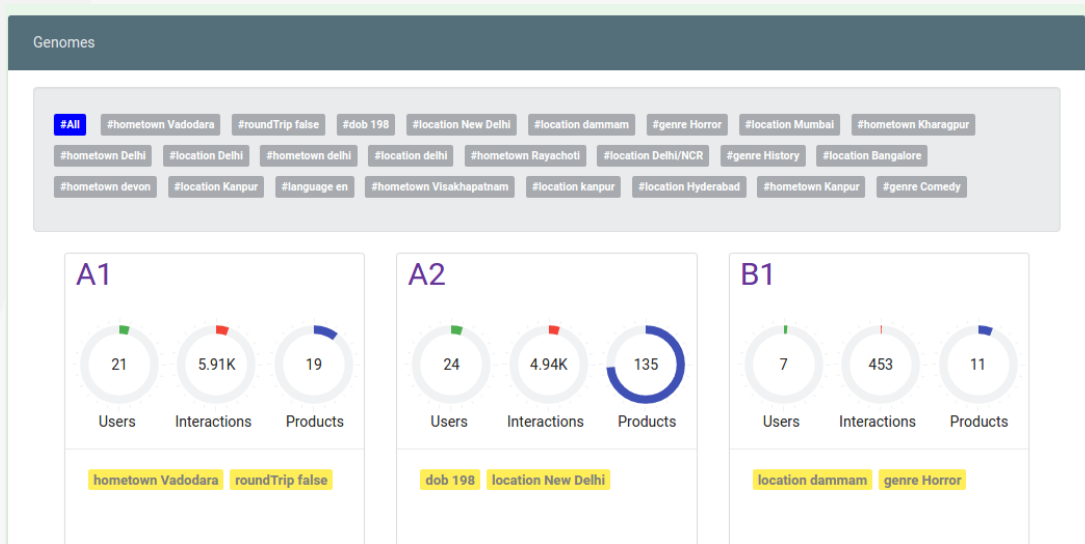 Genomes
#All #hometown Vadodara #roundTrip false #dob 198 #location New Delhi #location dammam #genre Horror #location Mumbai #hometown Kharagpur
#hometown Delhi #location Delhi #hometown delhi #location delhi #hometown Rayachoti #location Delhi/NCR #genre History #location Bangalore
#hometown devon #location Kanpur #language en #hometown Visakhapatnam #location kanpur #location Hyderabad #hometown Kanpur #genre Comedy
A1
21 5.91K 19
Users Interactions Products
hometown Vadodara roundTrip false
A2
24 4.94K 135
Users Interactions Products
dob 198 location New Delhi
B1
7 453 11
Users Interactions Products
location dammam genre Horror